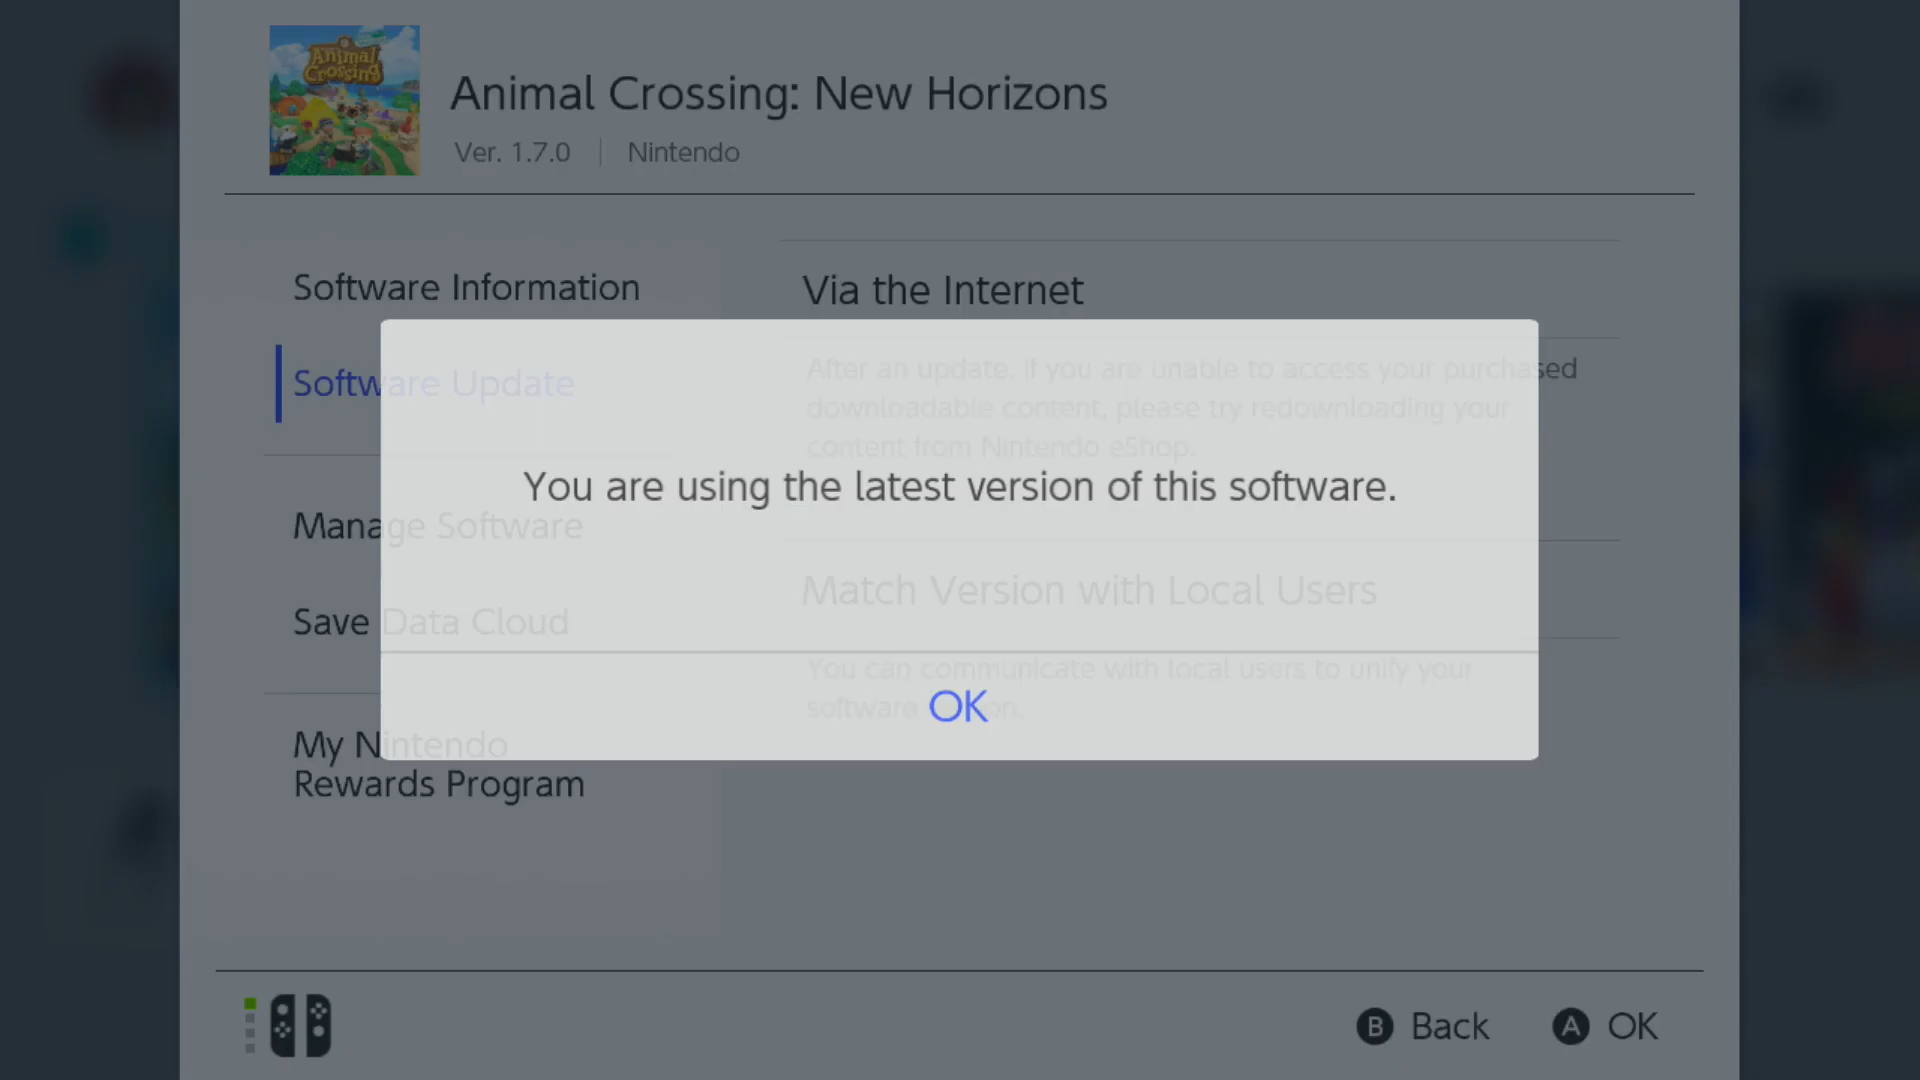 Animal Crossing
Animal Crossing: New Horizons
Ver. 1.7.0 | Nintendo
Software Information
Software Update
Manage Software
Save Data Cloud
My Nintendo
Rewards Program
Via the Internet
After an update, if you are unable to access your purchased
downloadable content, please try redownloading your
content from Nintendo eShop.
Match Version with Local Users
You can communicate with local users to unify your
software
You are using the latest version of this software.
OK
B Back
A OK